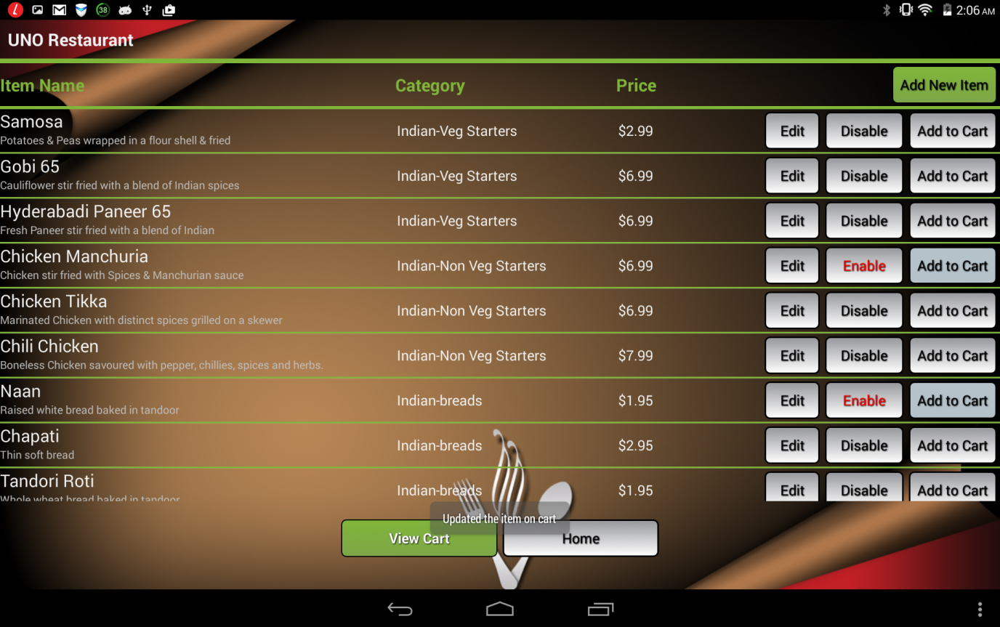 38
2:06 AM
UNO Restaurant
Item Name Category Price Add New Item
Samosa
Potatoes & Peas wrapped in a flour shell & fried
Indian-Veg Starters $2.99 Edit Disable Add to Cart
Gobi 65
Cauliflower stir fried with a blend of Indian spices
Indian-Veg Starters $6.99 Edit Disable Add to Cart
Hyderabadi Paneer 65
Fresh Paneer stir fried with a blend of Indian
Indian-Veg Starters $6.99 Edit Disable Add to Cart
Chicken Manchuria
Chicken stir fried with Spices & Manchurian sauce
Indian-Non Veg Starters $6.99 Edit Enable Add to Cart
Chicken Tikka
Marinated Chicken with distinct spices grilled on a skewer
Indian-Non Veg Starters $6.99 Edit Disable Add to Cart
Chili Chicken
Boneless Chicken savoured with pepper, chillies, spices and herbs.
Indian-Non Veg Starters $7.99 Edit Disable Add to Cart
Naan
Raised white bread baked in tandoor
Indian-breads $1.95 Edit Enable Add to Cart
Chapati
Thin soft bread
Indian-breads $2.95 Edit Disable Add to Cart
Tandori Roti
Whole wheat bread baked in tandoor
Indian-breads $1.95 Edit Disable Add to Cart
Updated the item on cart
View Cart Home